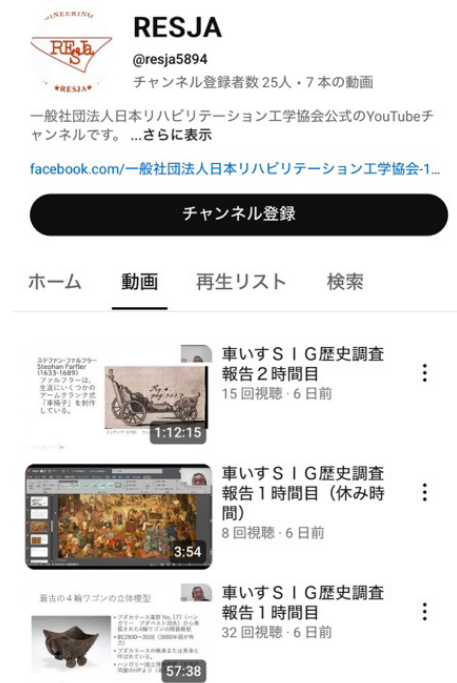 RESJA
@resja5894
チャンネル登録者数 25人・7 本の動画
一般社団法人日本リハビリテーション工学協会公式のYouTubeチ
ャンネルです。 ...さらに表示
facebook.com/一般社団法人日本リハビリテーション工学協会-1...
チャンネル登録
ホーム 動画 再生リスト 検索
ステファン・ファルフラー
Stephan Farfler
(1633-1689)
ファルフラーは、
生涯にいくつかの
アームクランク式
「車椅子」を制作
している。
1:12:15
車いすＳＩＧ歴史調査
報告２時間目
15 回視聴・6 日前
3:54
車いすＳＩＧ歴史調査
報告１時間目（休み時
間）
8 回視聴・6 日前
最古の４輪ワゴンの立体模型
57:38
車いすＳＩＧ歴史調査
報告１時間目
32 回視聴・6 日前